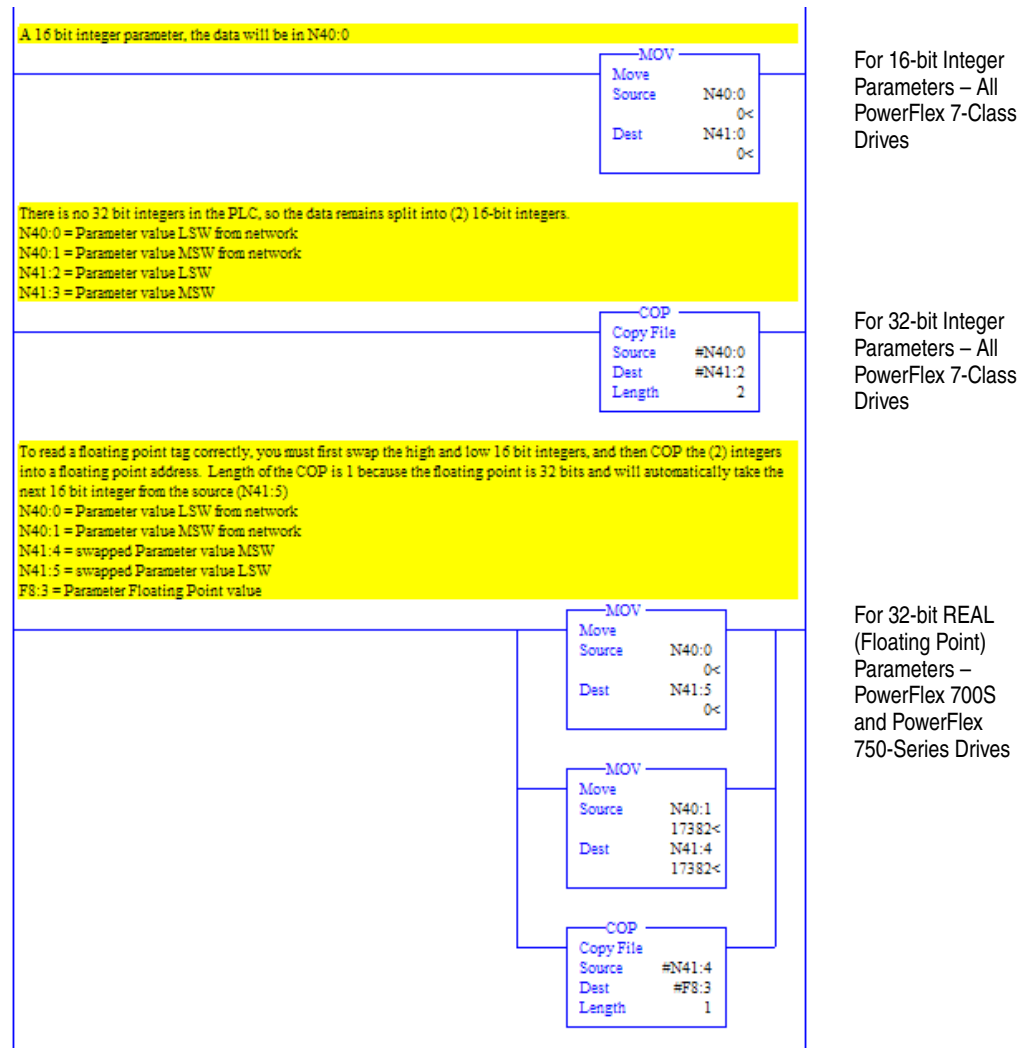 A 16 bit integer parameter, the data will be in N40:0
MOV
Move
Source N40:0
0<
Dest N41:0
0<
For 16-bit Integer
Parameters – All
PowerFlex 7-Class
Drives
There is no 32 bit integers in the PLC, so the data remains split into (2) 16-bit integers.
N40:0 = Parameter value LSW from network
N40:1 = Parameter value MSW from network
N41:2 = Parameter value LSW
N41:3 = Parameter value MSW
COP
Copy File
Source #N40:0
Dest #N41:2
Length 2
For 32-bit Integer
Parameters – All
PowerFlex 7-Class
Drives
To read a floating point tag correctly, you must first swap the high and low 16 bit integers, and then COP the (2) integers
into a floating point address. Length of the COP is 1 because the floating point is 32 bits and will automatically take the
next 16 bit integer from the source (N41:5)
N40:0 = Parameter value LSW from network
N40:1 = Parameter value MSW from network
N41:4 = swapped Parameter value MSW
N41:5 = swapped Parameter value LSW
F8:3 = Parameter Floating Point value
MOV
Move
Source N40:0
0<
Dest N41:5
0<
For 32-bit REAL
(Floating Point)
Parameters –
PowerFlex 700S
and PowerFlex
750-Series Drives
MOV
Move
Source N40:1
17382<
Dest N41:4
17382<
COP
Copy File
Source #N41:4
Dest #F8:3
Length 1